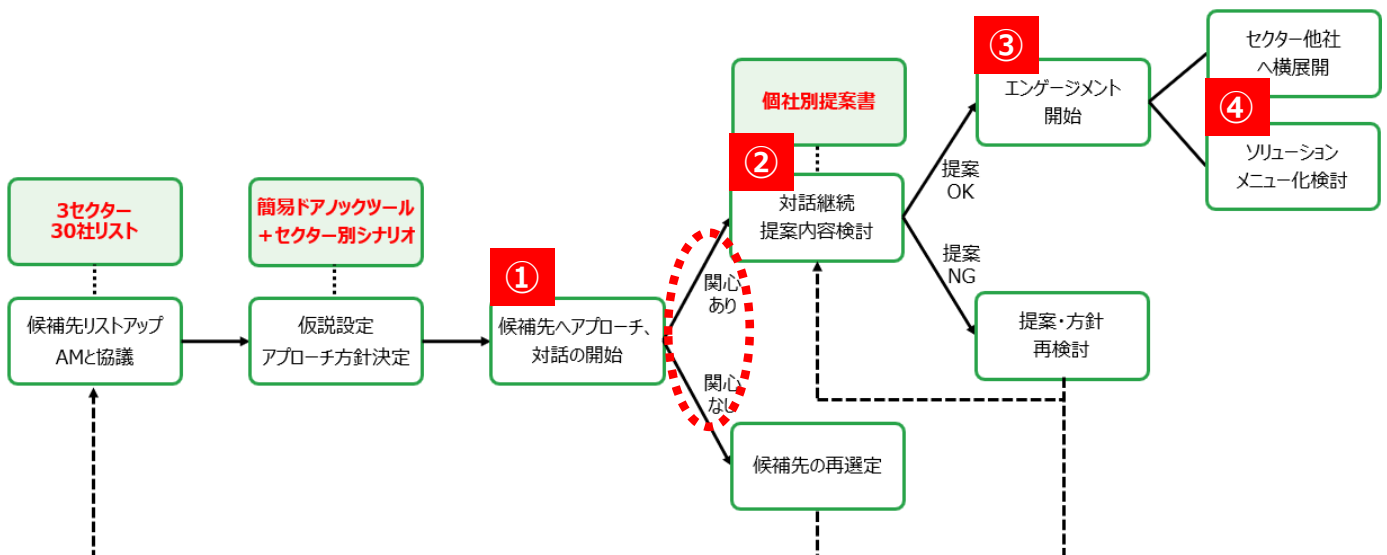 3セクター
30社リスト
候補先リストアップ
AMと協議
簡易ドアノックツール
＋セクター別シナリオ
仮説設定
アプローチ方針決定
①
候補先へアプローチ、
対話の開始
関心
あり
関心
なし
個社別提案書
②
対話継続
提案内容検討
候補先の再選定
提案
OK
提案
NG
③
エンゲージメント
開始
提案・方針
再検討
セクター他社
へ横展開
④
ソリューション
メニュー化検討